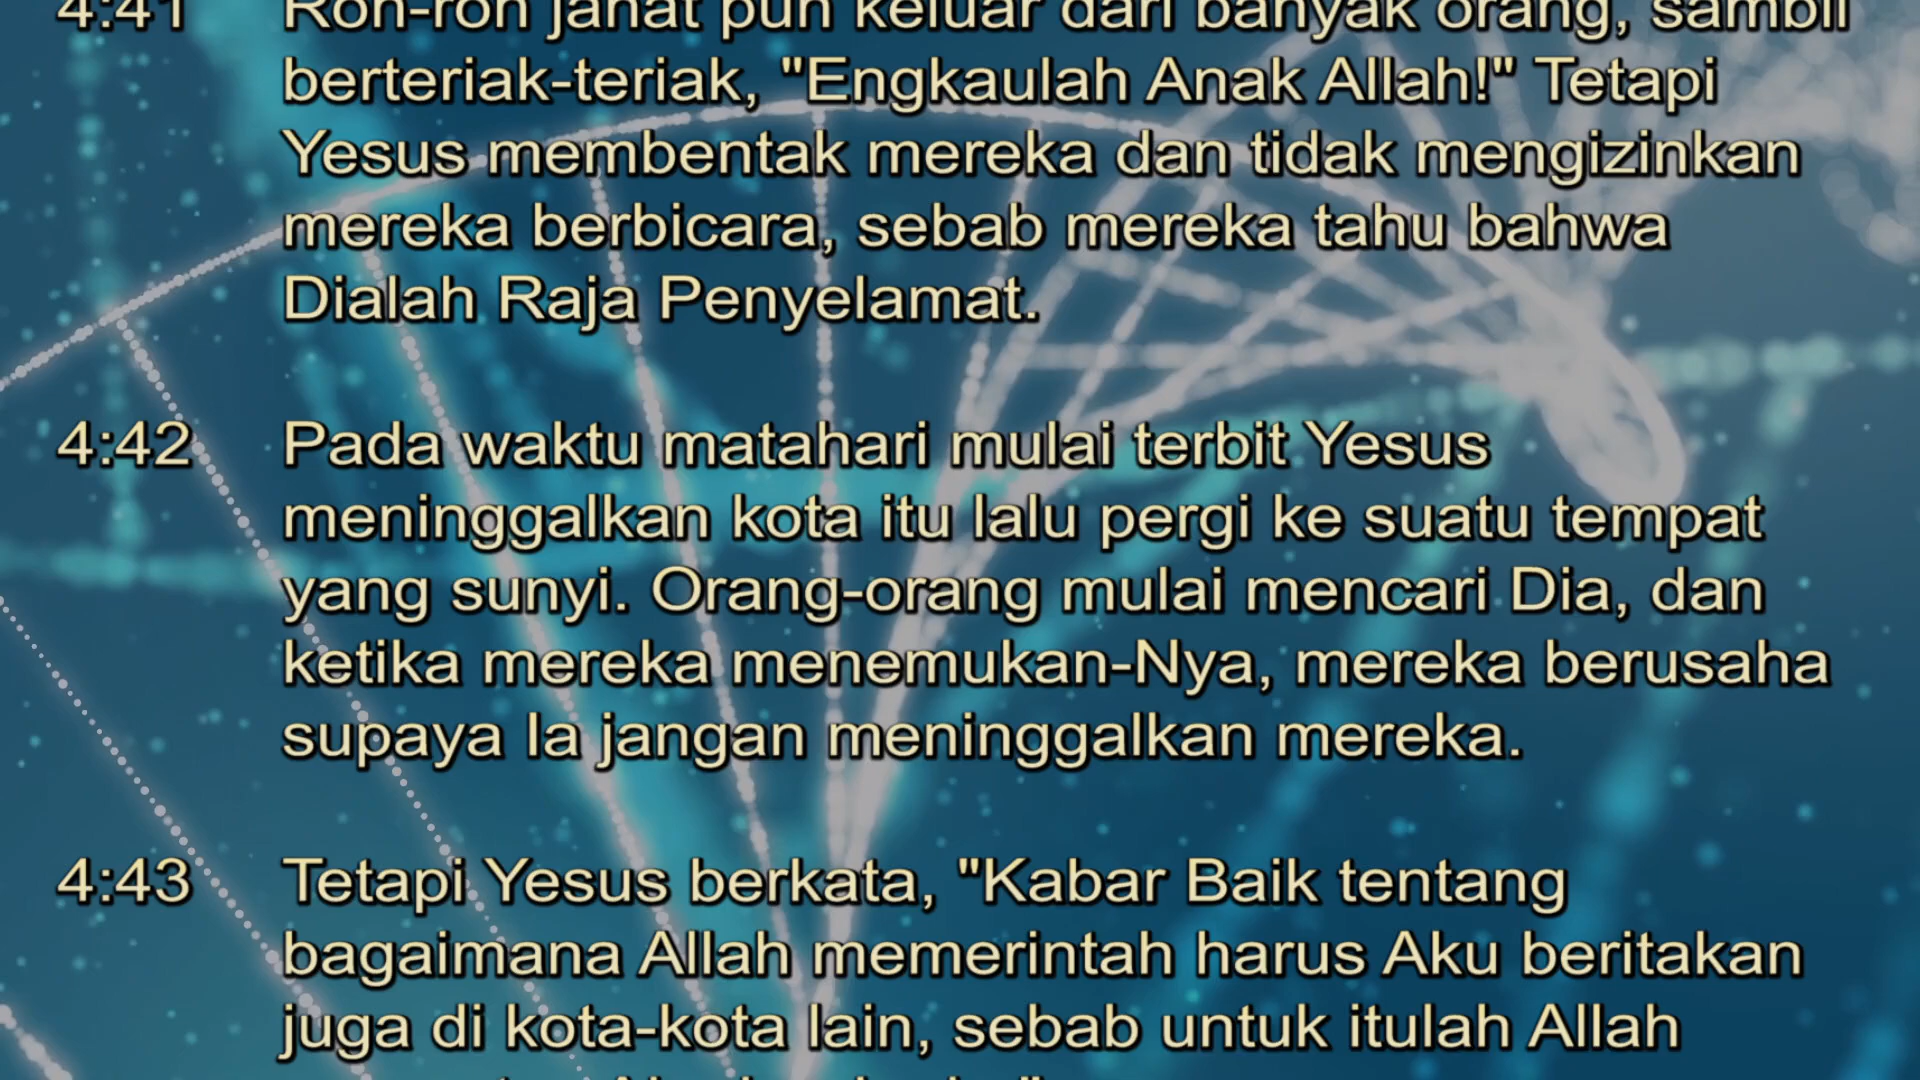 4:41 Roh-roh jahat pun keluar dari banyak orang, sambil
berteriak-teriak, "Engkaulah Anak Allah!" Tetapi
Yesus membentak mereka dan tidak mengizinkan
mereka berbicara, sebab mereka tahu bahwa
Dialah Raja Penyelamat.
4:42 Pada waktu matahari mulai terbit Yesus
meninggalkan kota itu lalu pergi ke suatu tempat
yang sunyi. Orang-orang mulai mencari Dia, dan
ketika mereka menemukan-Nya, mereka berusaha
supaya Ia jangan meninggalkan mereka.
4:43 Tetapi Yesus berkata, "Kabar Baik tentang
bagaimana Allah memerintah harus Aku beritakan
juga di kota-kota lain, sebab untuk itulah Allah